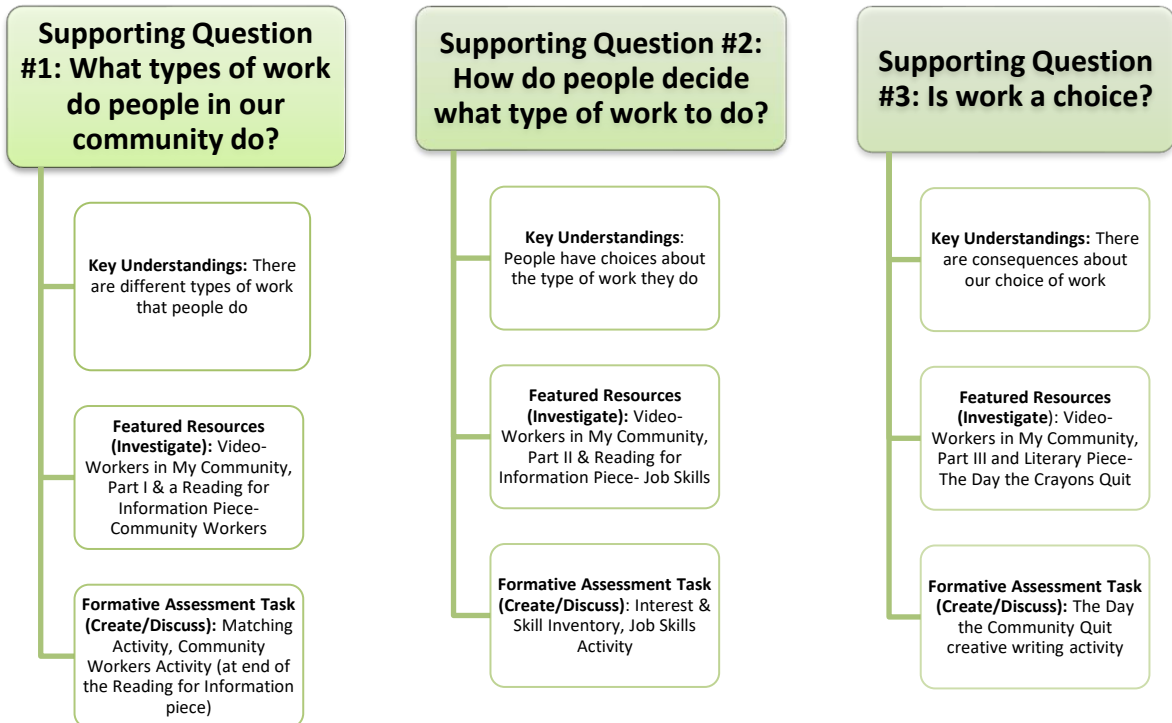 Supporting Question
#1: What types of work
do people in our
community do?
Key Understandings: There
are different types of work
that people do
Featured Resources
(Investigate): Video-
Workers in My Community,
Part I & a Reading for
Information Piece-
Community Workers
Formative Assessment Task
(Create/Discuss): Matching
Activity, Community
Workers Activity (at end of
the Reading for Information
piece)
Supporting Question #2:
How do people decide
what type of work to do?
Key Understandings:
People have choices about
the type of work they do
Featured Resources
(Investigate): Video-
Workers in My Community,
Part II & Reading for
Information Piece- Job Skills
Formative Assessment Task
(Create/Discuss): Interest &
Skill Inventory, Job Skills
Activity
Supporting Question
#3: Is work a choice?
Key Understandings: There
are consequences about
our choice of work
Featured Resources
(Investigate): Video-
Workers in My Community,
Part III and Literary Piece-
The Day the Crayons Quit
Formative Assessment Task
(Create/Discuss): The Day
the Community Quit
creative writing activity